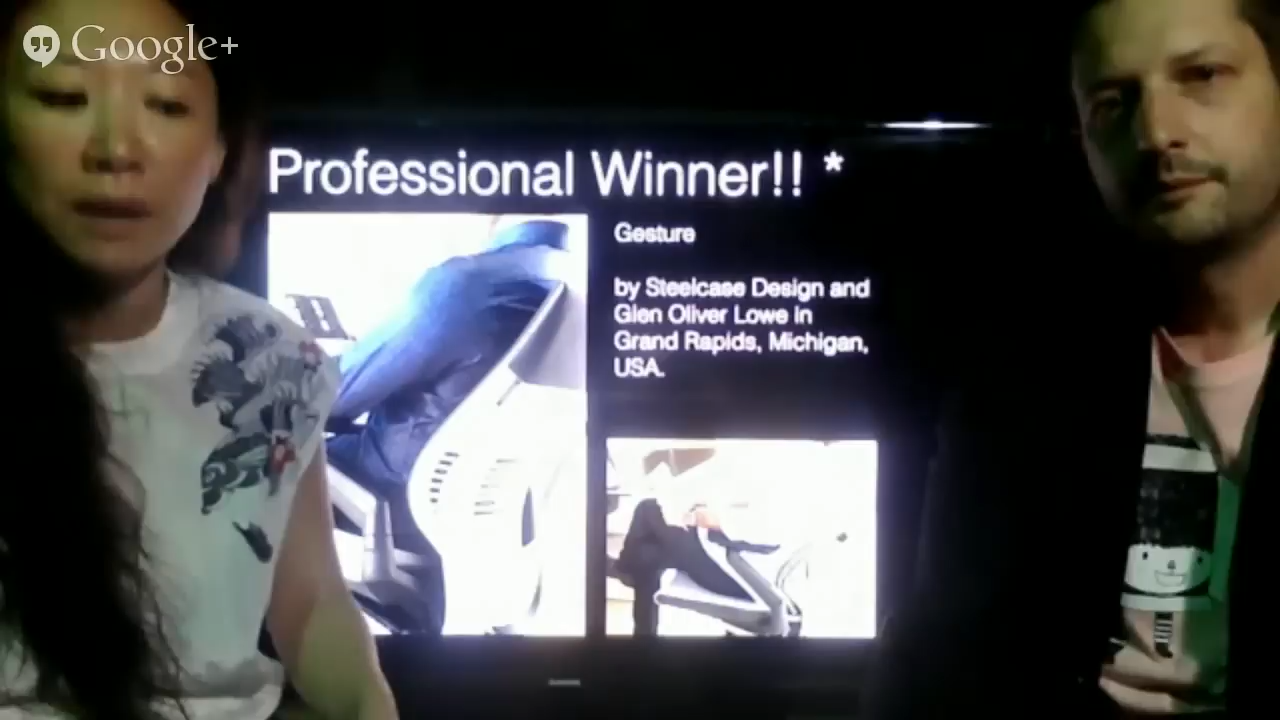 Google+
Professional Winner!! *
Gesture
by Steelcase Design and
Glen Oliver Lowe in
Grand Rapids, Michigan,
USA.